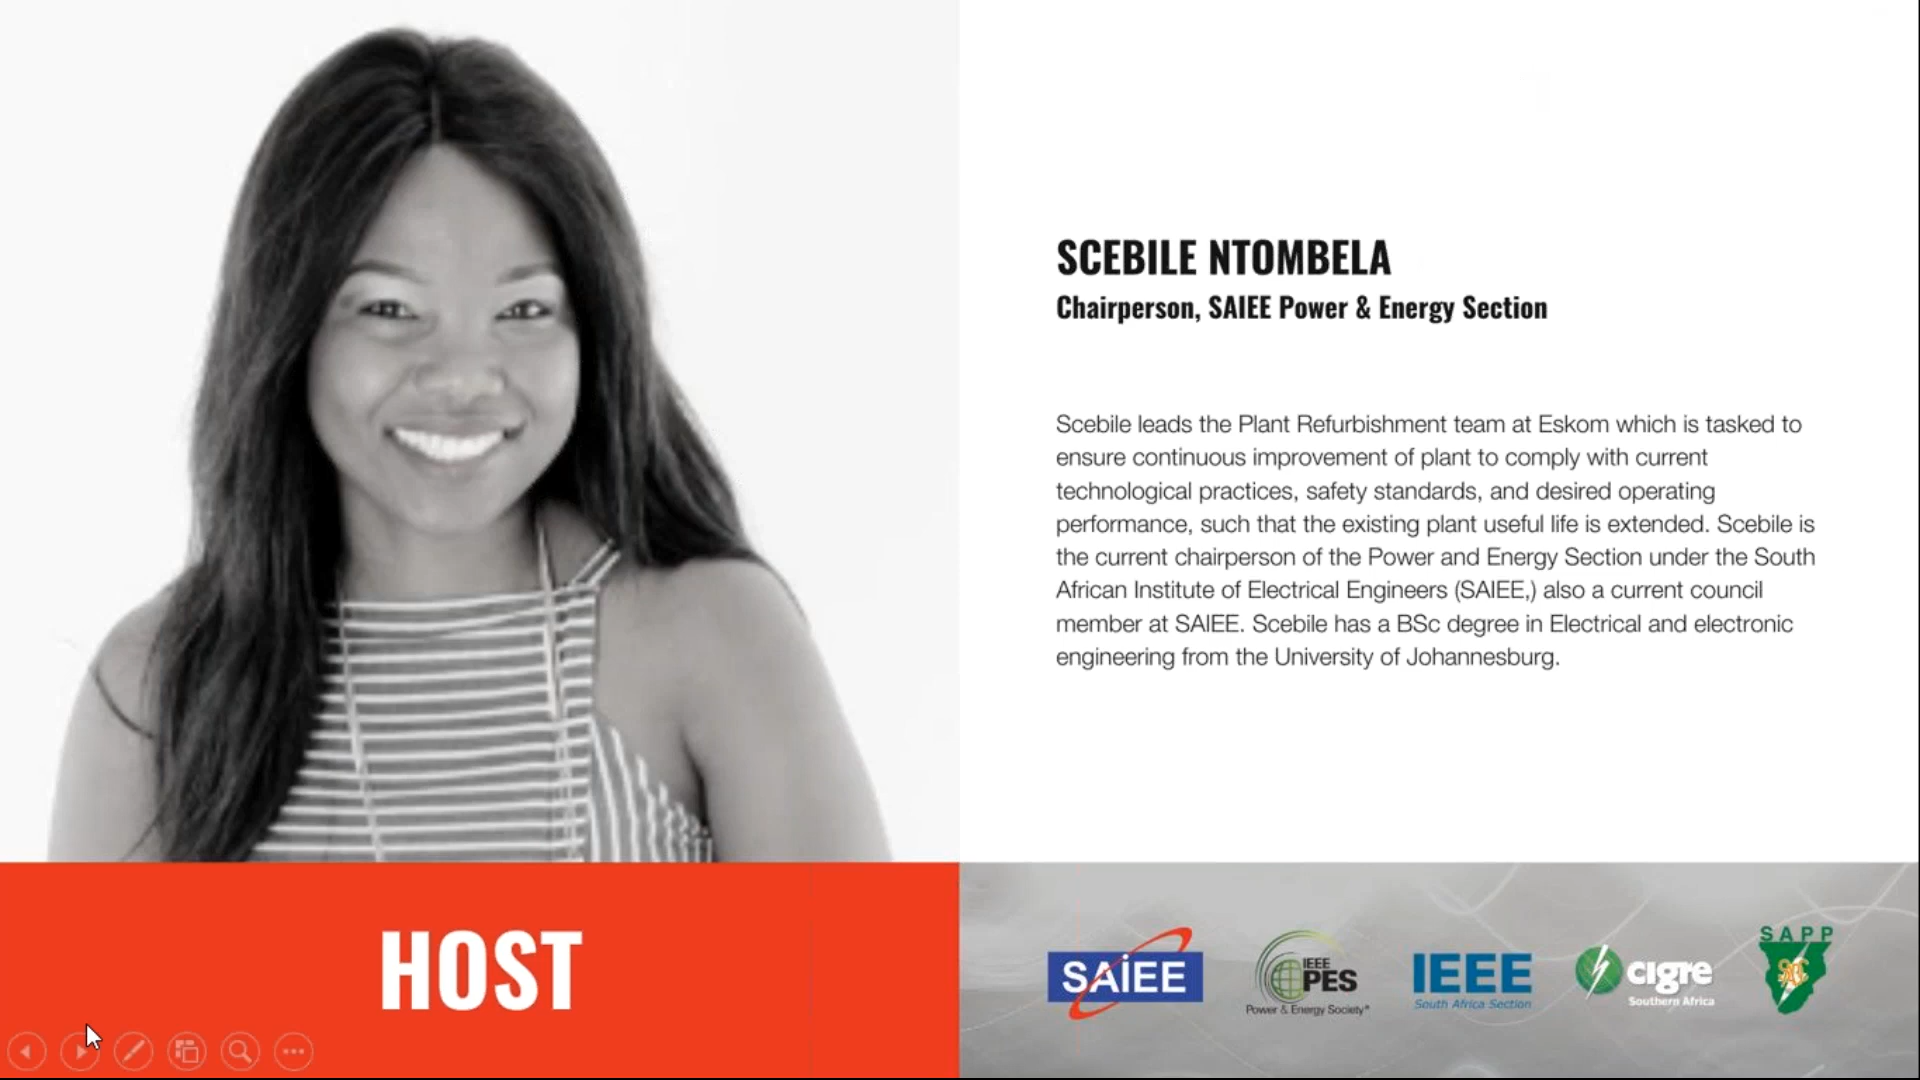 SCEBILE NTOMBELA
Chairperson, SAIEE Power & Energy Section
Scebile leads the Plant Refurbishment team at Eskom which is tasked to
ensure continuous improvement of plant to comply with current
technological practices, safety standards, and desired operating
performance, such that the existing plant useful life is extended. Scebile is
the current chairperson of the Power and Energy Section under the South
African Institute of Electrical Engineers (SAIEE,) also a current council
member at SAIEE. Scebile has a BSc degree in Electrical and electronic
engineering from the University of Johannesburg.
HOST
SAIEE
IEEE
PES
Power & Energy Society®
IEEE
South Africa Section
cigre
Southern Africa
SAPP